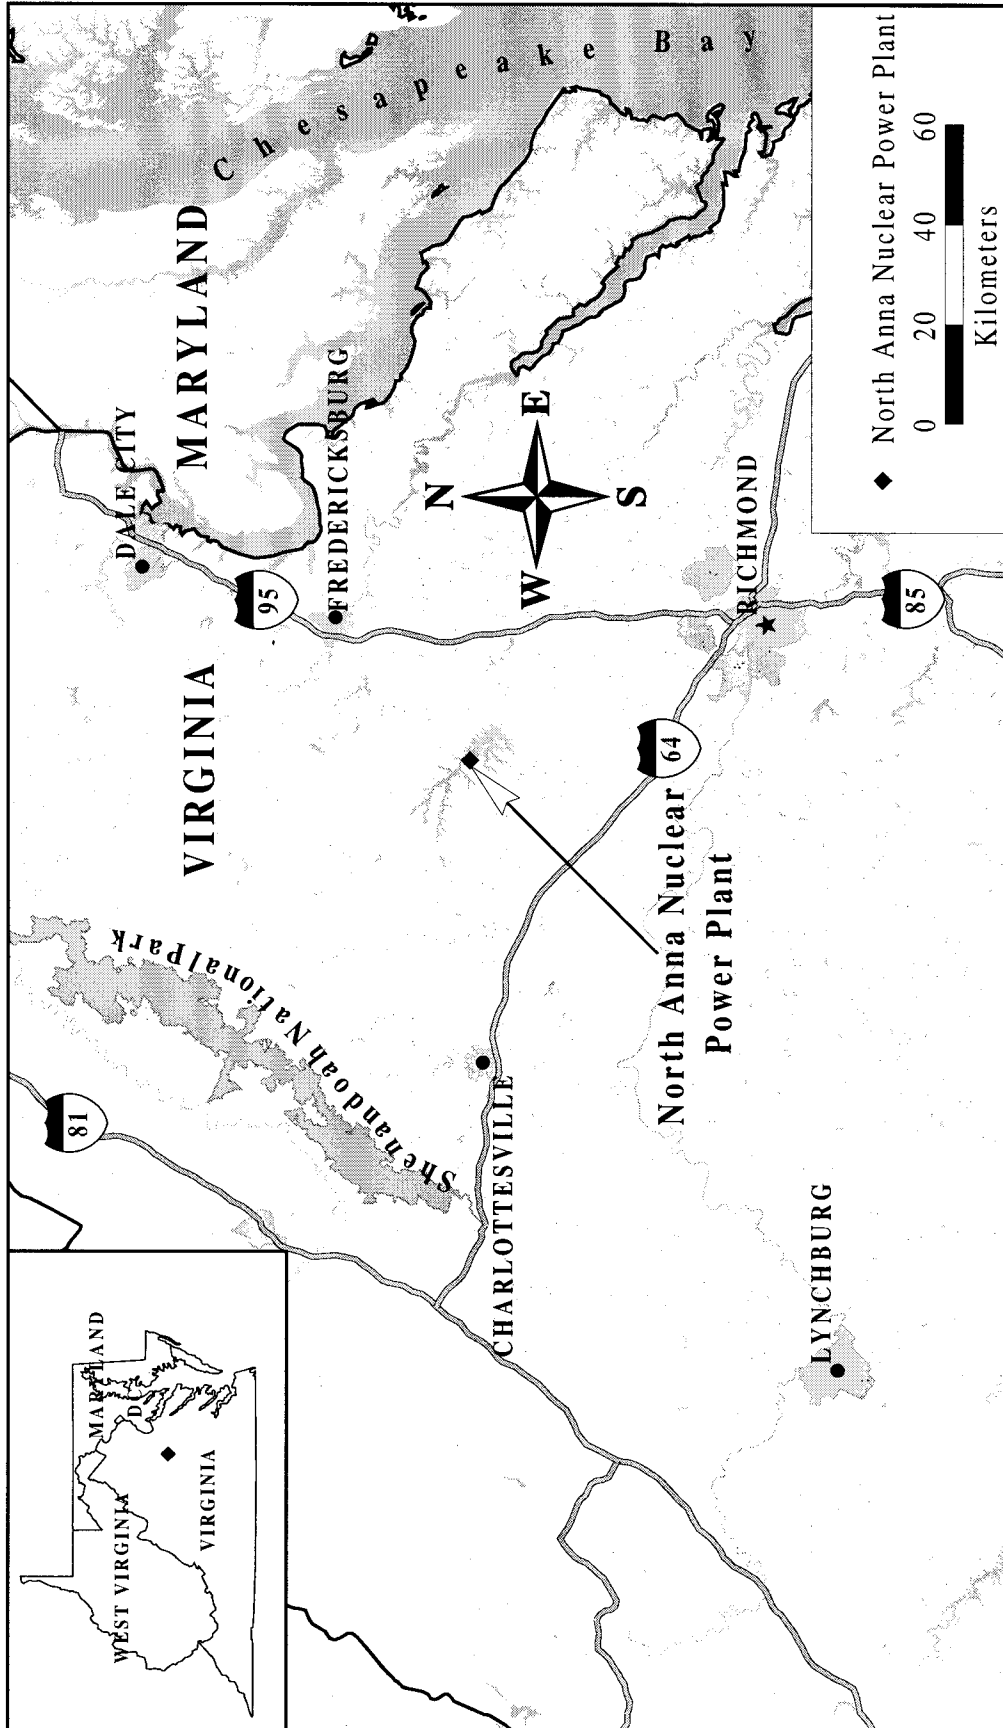 WEST VIRGINIA
MARYLAND
D
VIRGINIA
81
Shenandoah National Park
VIRGINIA
DALE CITY
MARYLAND
Chesapeake Bay
95
FREDERICKSBURG
CHARLOTTESVILLE
N
W
E
S
64
North Anna Nuclear
Power Plant
RICHMOND
LYNCHBURG
85
North Anna Nuclear Power Plant
0 20 40 60
Kilometers